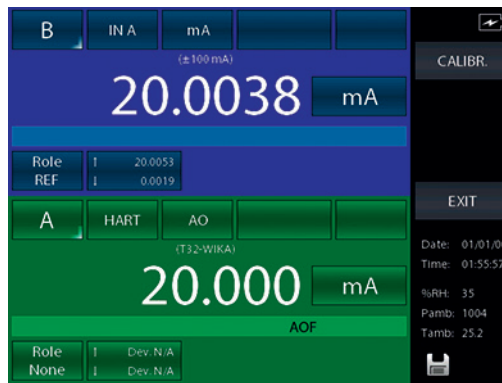 B
IN A
mA
CALIBR.
(±100 mA)
20.0038
mA
Role
REF
↑ 20.0053
↓ 0.0019
EXIT
A
HART
AO
(T32-WIKA)
20.000
mA
AOF
Role
None
↑ Dev. N/A
↓ Dev. N/A
Date: 01/01/0
Time: 01:55:57
%RH: 35
Pamb: 1004
Tamb: 25.2